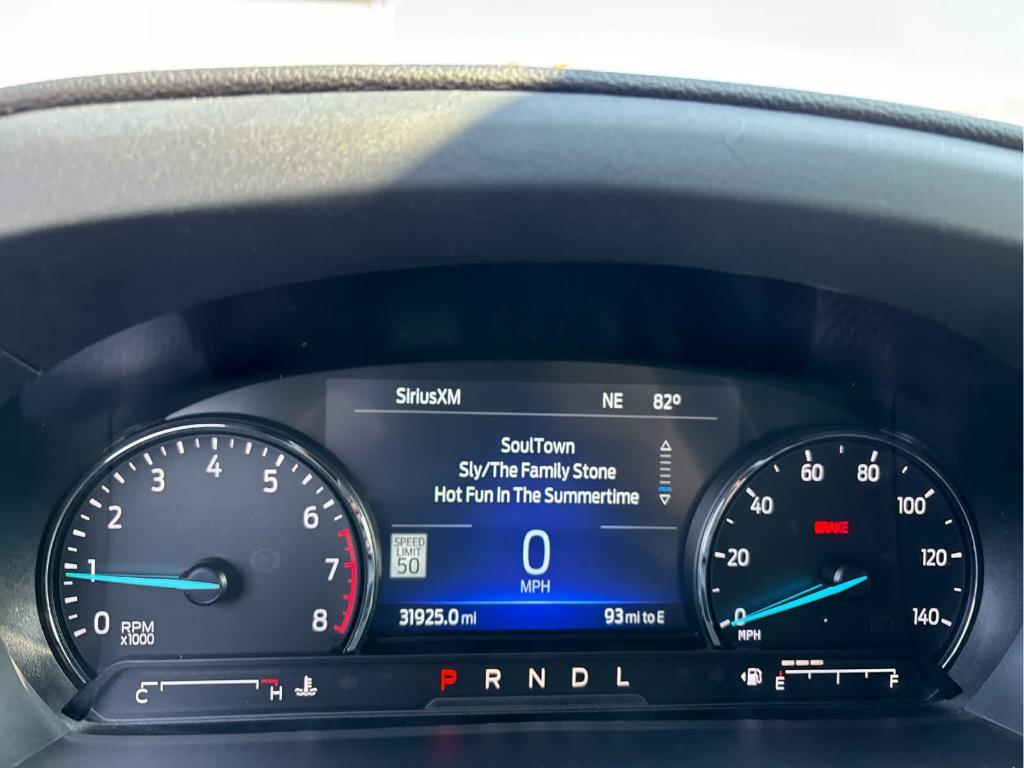 SiriusXM NE 82º
SoulTown
Sly/The Family Stone
Hot Fun In The Summertime
SPEED
LIMIT
50
0
MPH
31925.0 mi 93 mi to E
0 1 2 3 4 5 6 7 8
RPM
x1000
0 20 40 60 80 100 120 140
MPH
BRAKE
C H
P R N D L
E F